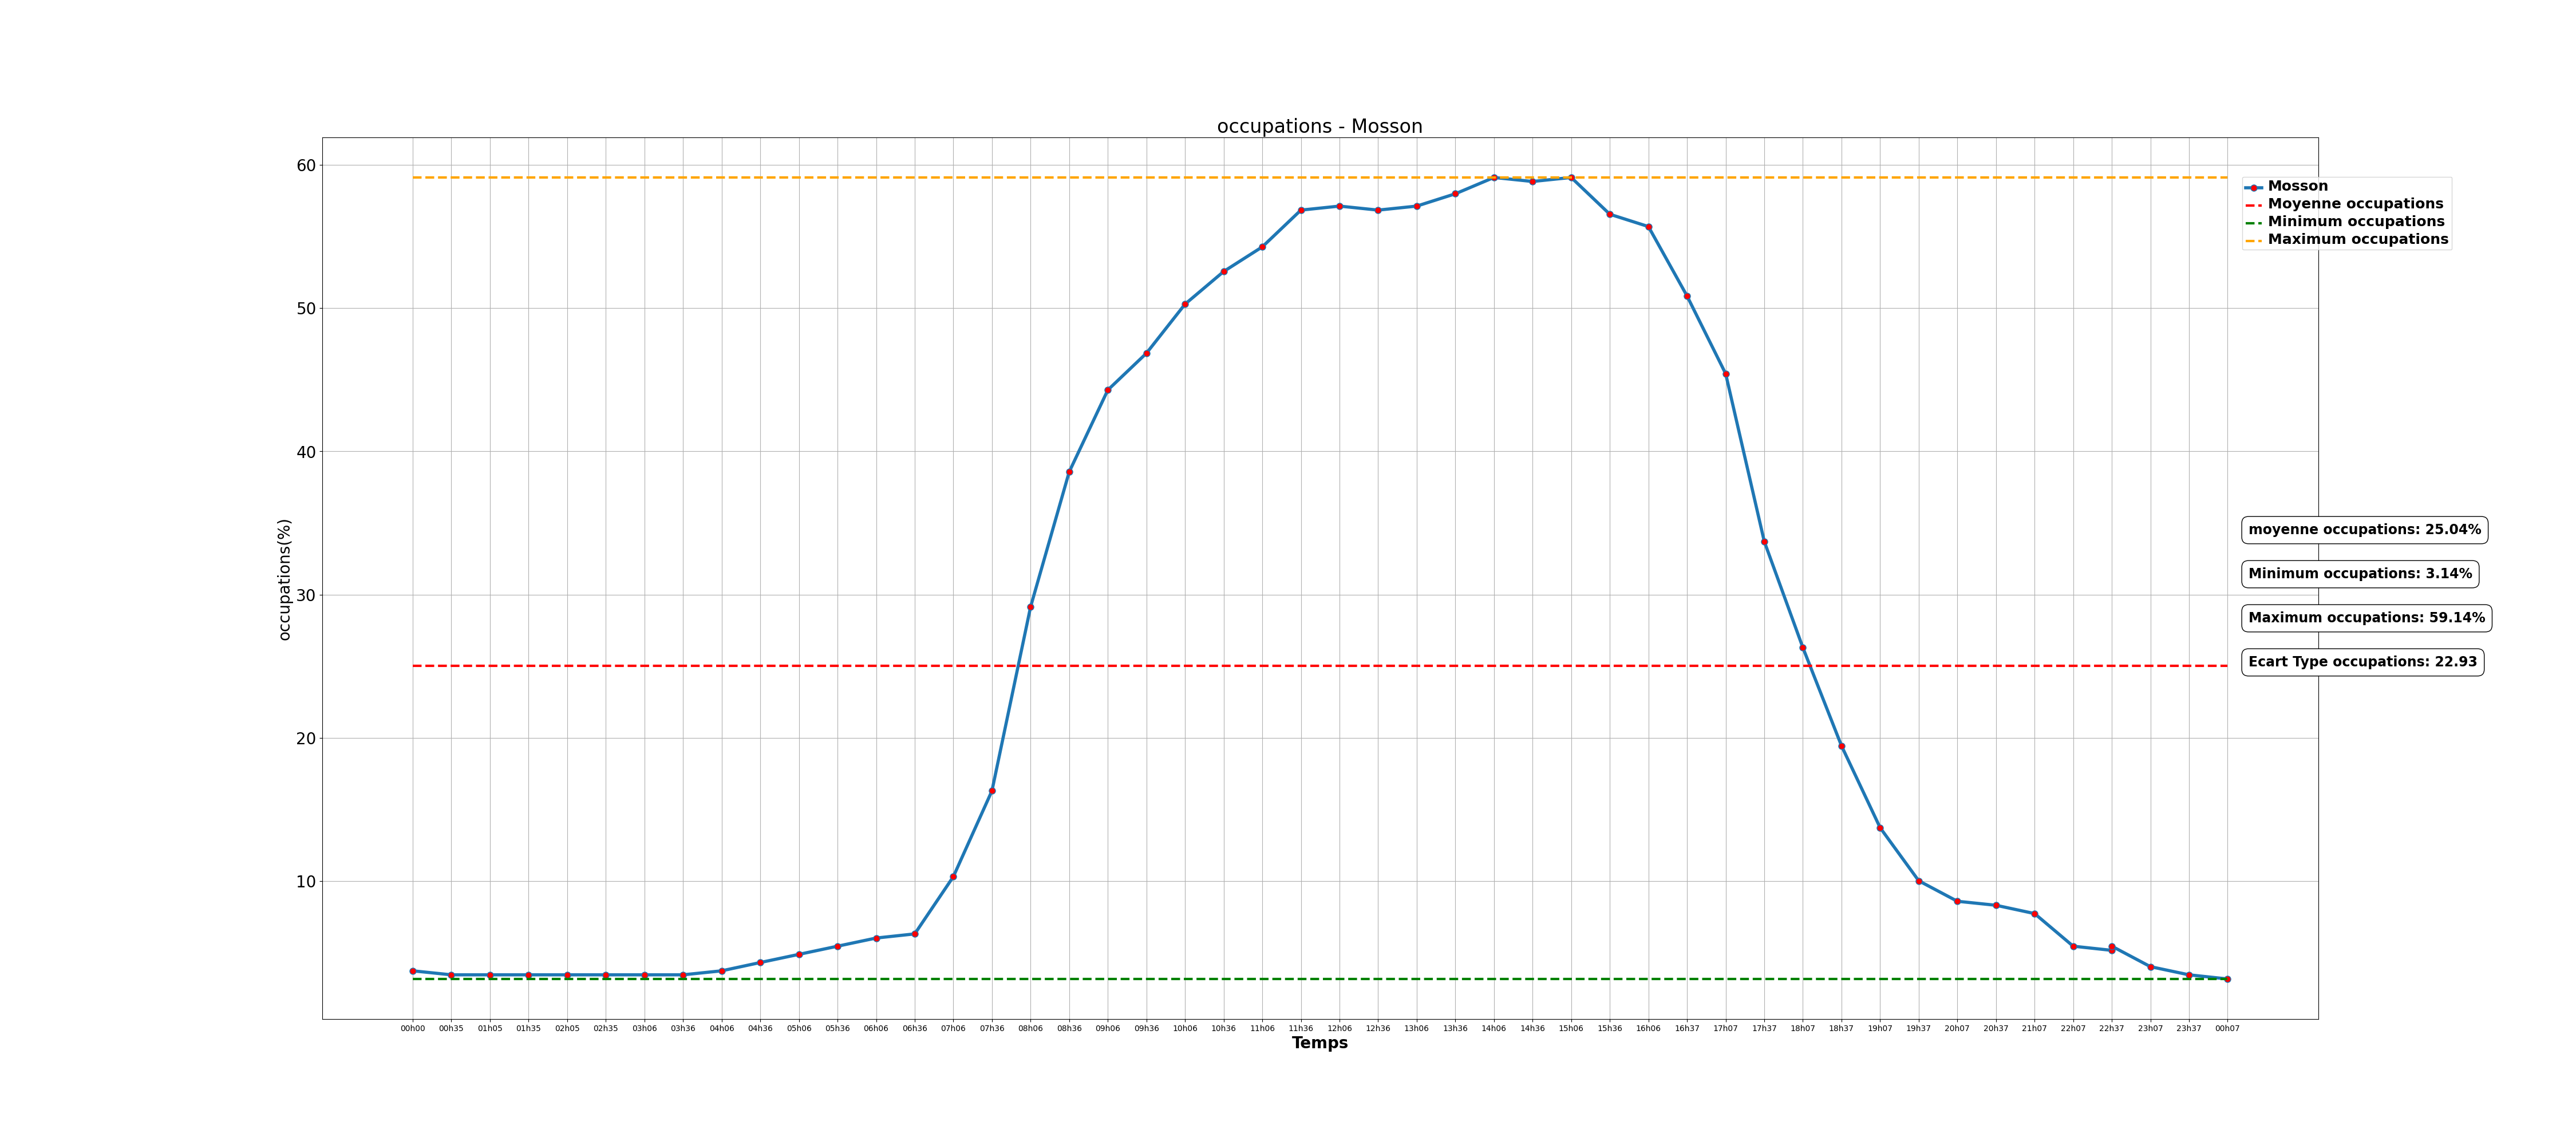 occupations - Mosson
60
50
40
30
20
10
occupations(%)
Mosson
Moyenne occupations
Minimum occupations
Maximum occupations
moyenne occupations: 25.04%
Minimum occupations: 3.14%
Maximum occupations: 59.14%
Ecart Type occupations: 22.93
00h00 00h35 01h05 01h35 02h05 02h35 03h06 03h36 04h06 04h36 05h06 05h36 06h06 06h36 07h06 07h36 08h06 08h36 09h06 09h36 10h06 10h36 11h06 11h36 12h06 12h36 13h06 13h36 14h06 14h36 15h06 15h36 16h06 16h37 17h07 17h37 18h07 18h37 19h07 19h37 20h07 20h37 21h07 22h07 22h37 23h07 23h37 00h07
Temps